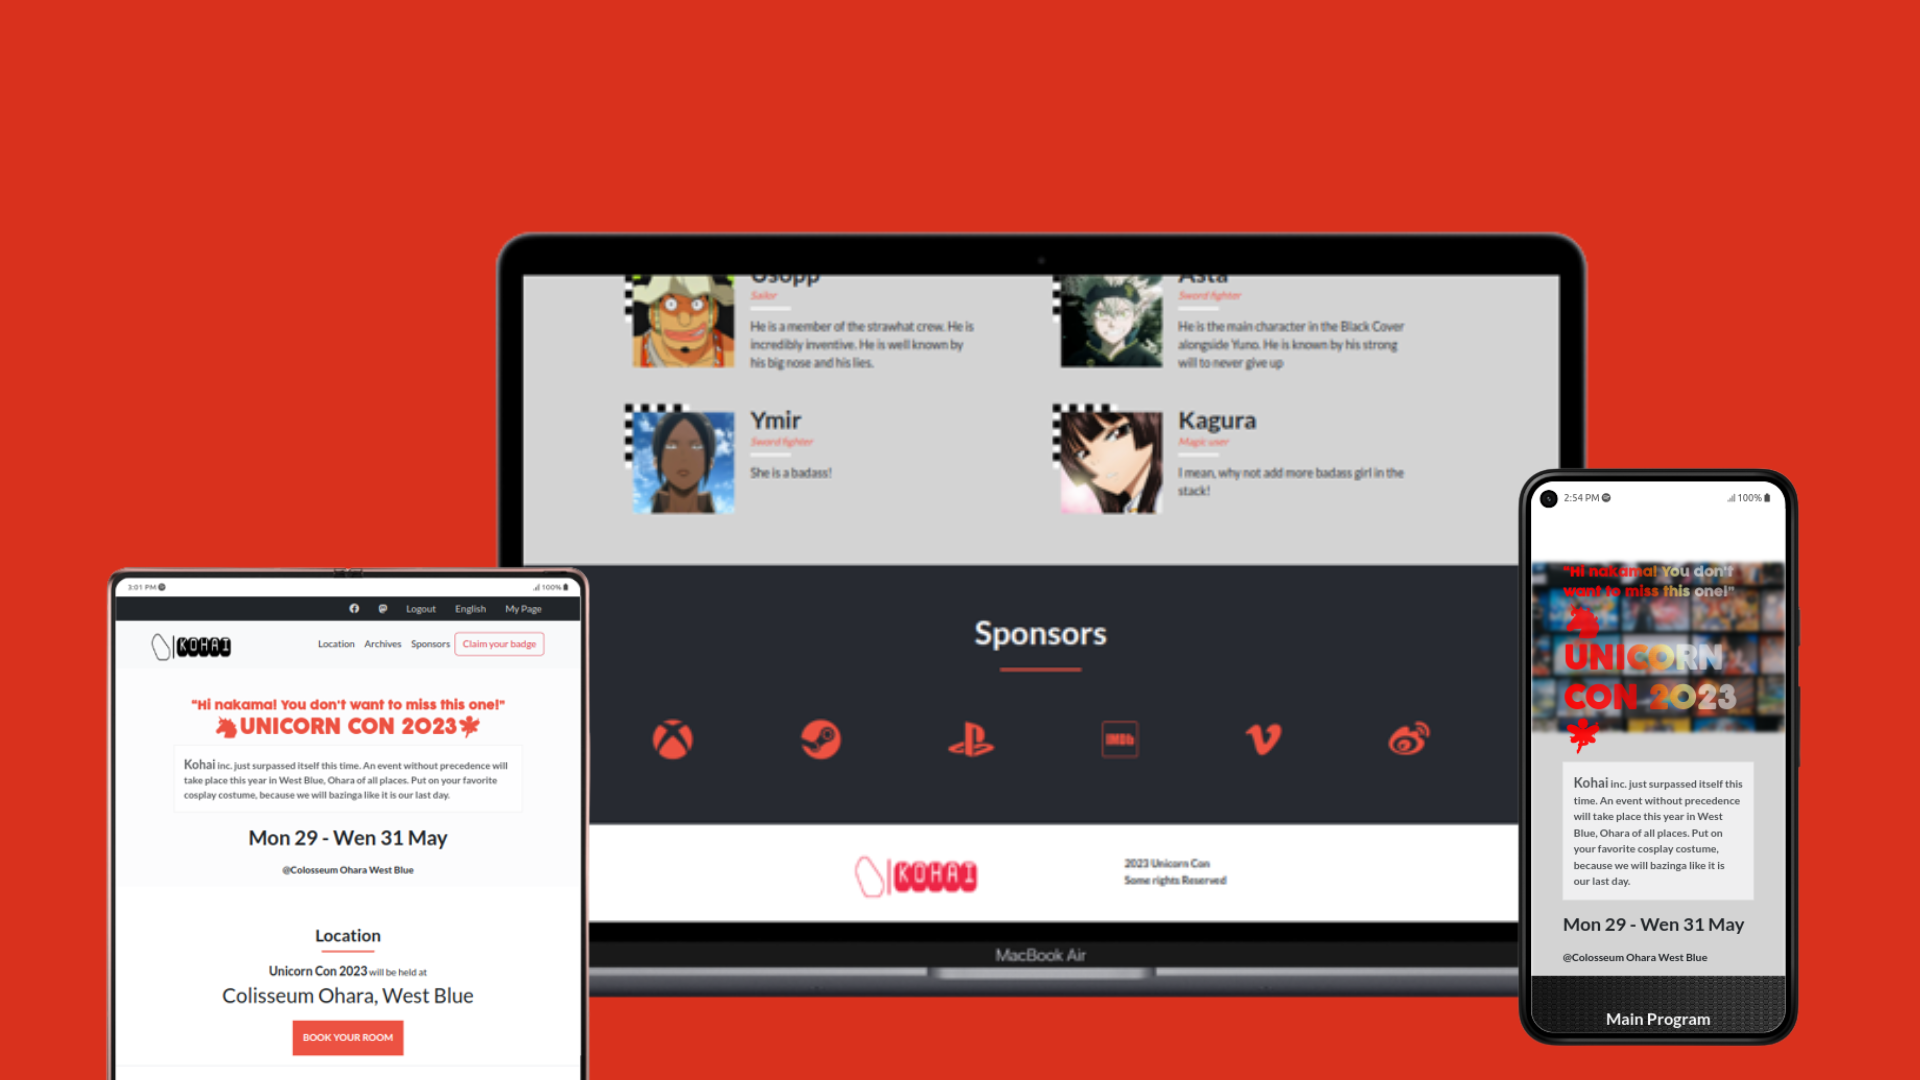 Usopp
Sailor
He is a member of the strawhat crew. He is
incredibly inventive. He is well known by
his big nose and his lies.
Asta
Sword fighter
He is the main character in the Black Cover
alongside Yuno. He is known by his strong
will to never give up
Ymir
Sword fighter
She is a badass!
Kagura
Magic user
I mean, why not add more badass girl in the
stack!
Sponsors
IMDb
KOHAI
2023 Unicorn Con
Some rights Reserved
MacBook Air
3:01 PM
100%
Logout
English
My Page
KOHAI
Location
Archives
Sponsors
Claim your badge
"Hi nakama! You don't want to miss this one!"
UNICORN CON 2023
Kohai inc. just surpassed itself this time. An event without precedence will
take place this year in West Blue, Ohara of all places. Put on your favorite
cosplay costume, because we will bazinga like it is our last day.
Mon 29 - Wen 31 May
@Colosseum Ohara West Blue
Location
Unicorn Con 2023 will be held at
Colisseum Ohara, West Blue
BOOK YOUR ROOM
2:54 PM
100%
"Hi nakama! You don't
want to miss this one!"
UNICORN
CON 2023
Kohai inc. just surpassed itself this
time. An event without precedence
will take place this year in West
Blue, Ohara of all places. Put on
your favorite cosplay costume,
because we will bazinga like it is
our last day.
Mon 29 - Wen 31 May
@Colosseum Ohara West Blue
Main Program